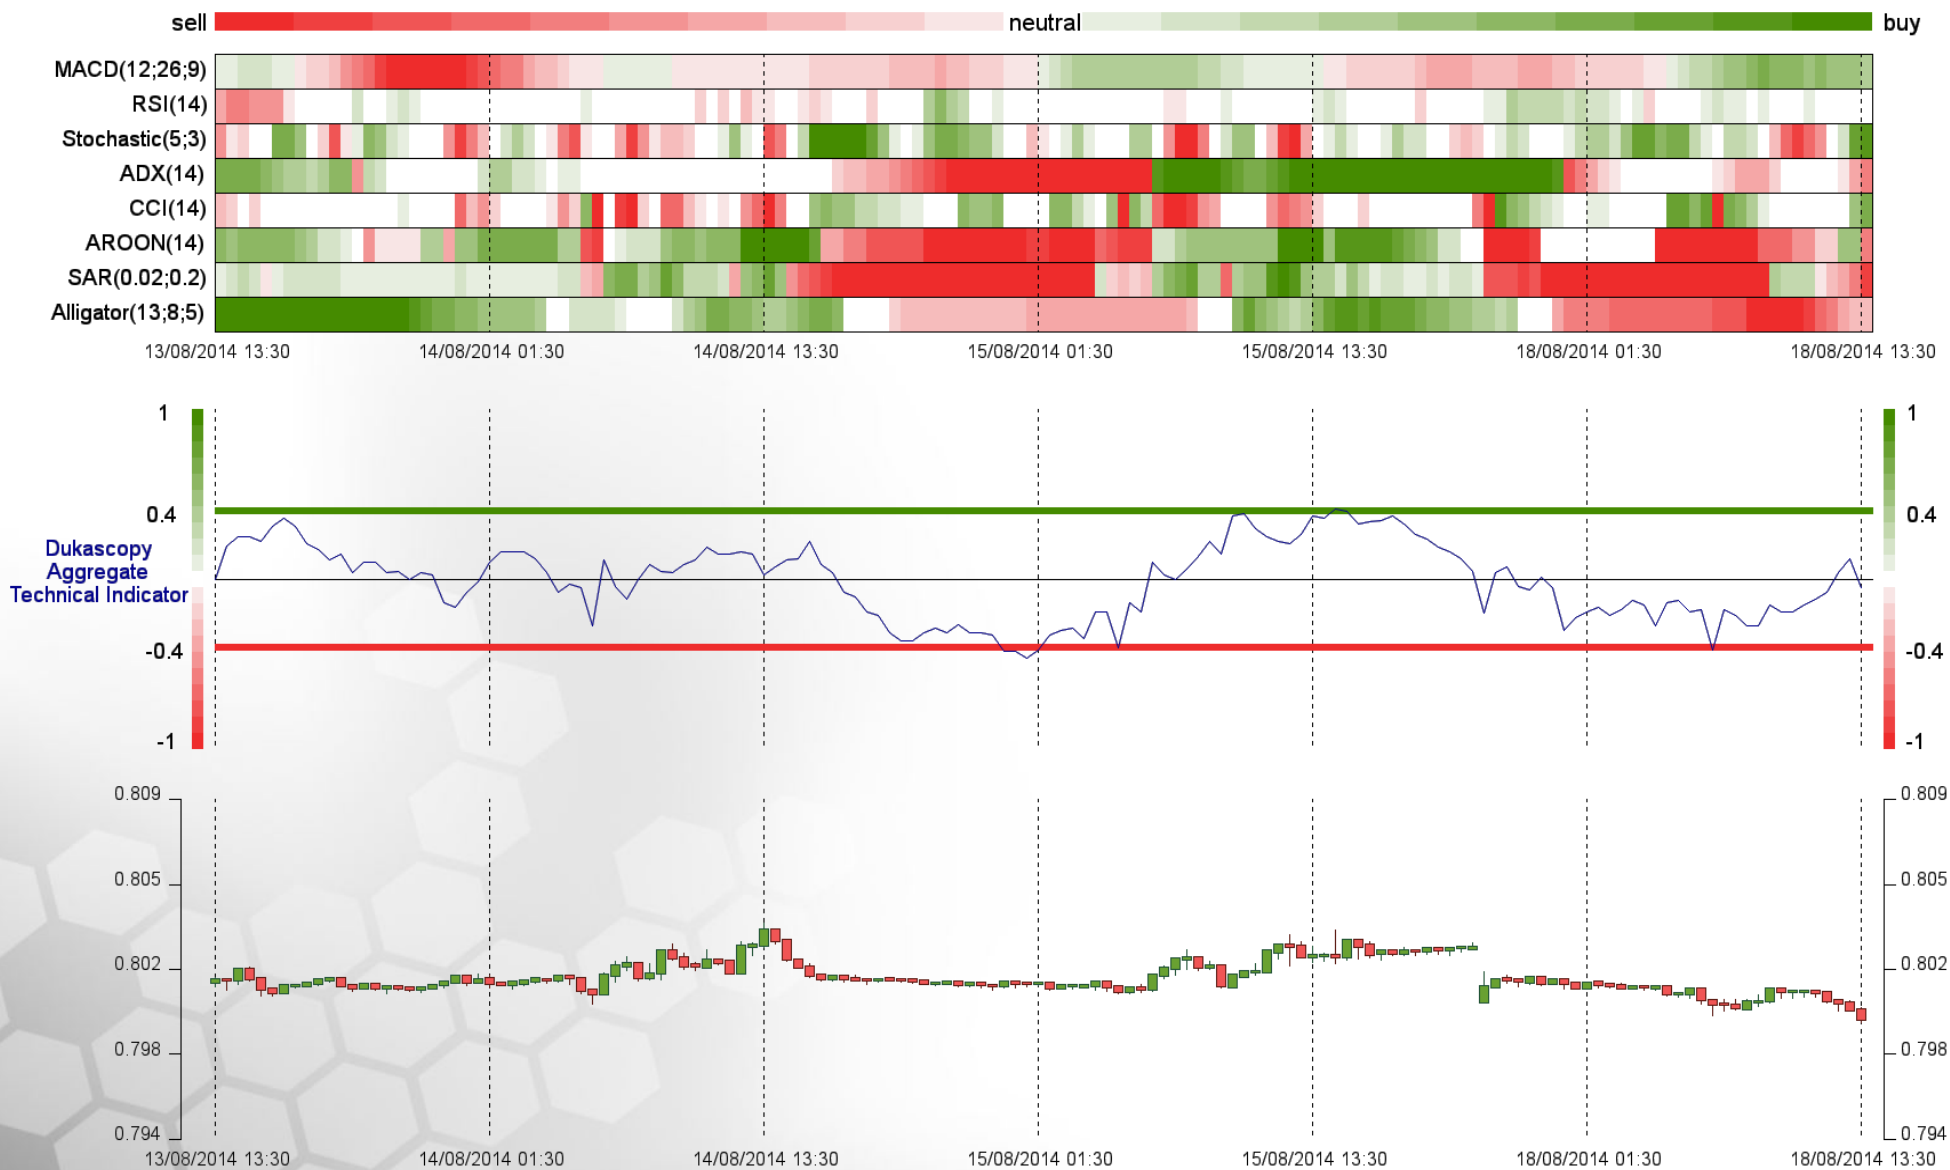 sell neutral buy
MACD(12;26;9)
RSI(14)
Stochastic(5;3)
ADX(14)
CCI(14)
AROON(14)
SAR(0.02;0.2)
Alligator(13;8;5)
13/08/2014 13:30 14/08/2014 01:30 14/08/2014 13:30 15/08/2014 01:30 15/08/2014 13:30 18/08/2014 01:30 18/08/2014 13:30
1 1
0.4 0.4
Dukascopy
Aggregate
Technical Indicator
-0.4 -0.4
-1 -1
0.809 0.809
0.805 0.805
0.802 0.802
0.798 0.798
0.794 0.794
13/08/2014 13:30 14/08/2014 01:30 14/08/2014 13:30 15/08/2014 01:30 15/08/2014 13:30 18/08/2014 01:30 18/08/2014 13:30